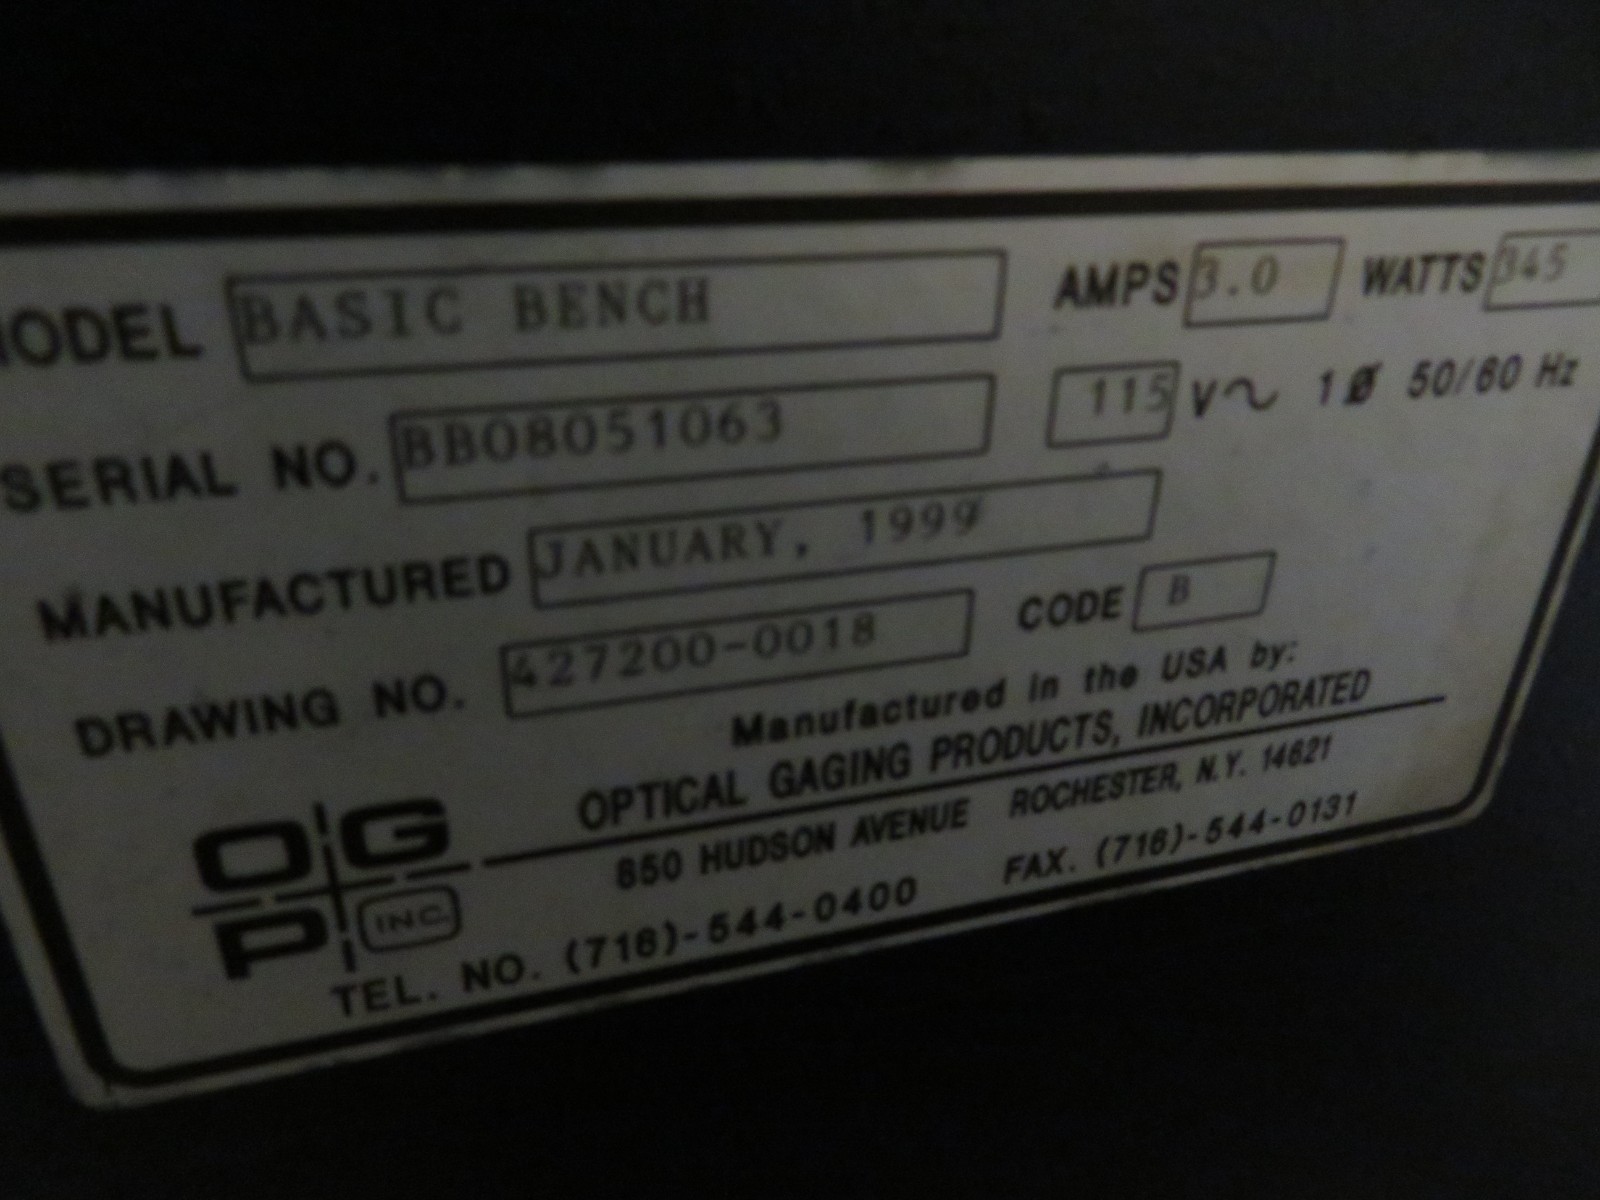 MODEL BASIC BENCH AMPS 3.0 WATTS 345
SERIAL NO. BB08051063 115 V~ 1Ø 50/60 Hz
MANUFACTURED JANUARY, 1999
DRAWING NO. 427200-0018 CODE B
Manufactured in the USA by:
OPTICAL GAGING PRODUCTS, INCORPORATED
850 HUDSON AVENUE ROCHESTER, N.Y. 14621
TEL. NO. (716)-544-0400 FAX. (716)-544-0131
OGP INC.